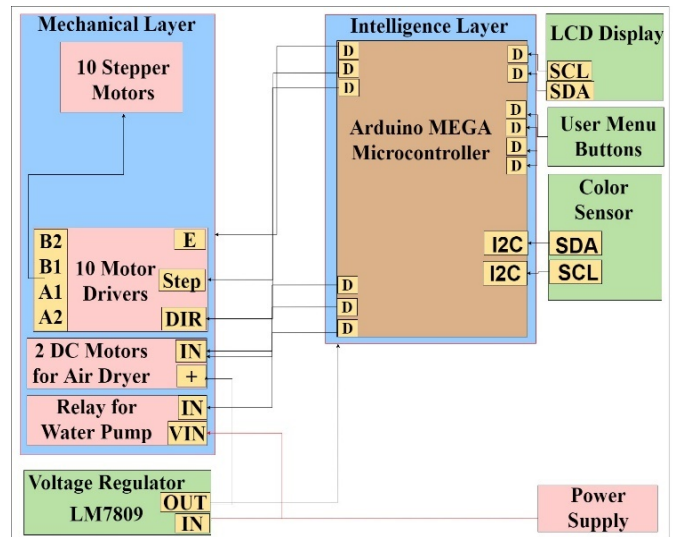 Mechanical Layer
10 Stepper
Motors
B2
B1
A1
A2
10 Motor
Drivers
E
Step
DIR
2 DC Motors
for Air Dryer
IN
+
Relay for
Water Pump
IN
VIN
Voltage Regulator
LM7809
OUT
IN
Intelligence Layer
D
D
D
Arduino MEGA
Microcontroller
D
D
D
D
D
D
I2C
I2C
D
D
D
LCD Display
SCL
SDA
User Menu
Buttons
Color
Sensor
SDA
SCL
Power
Supply